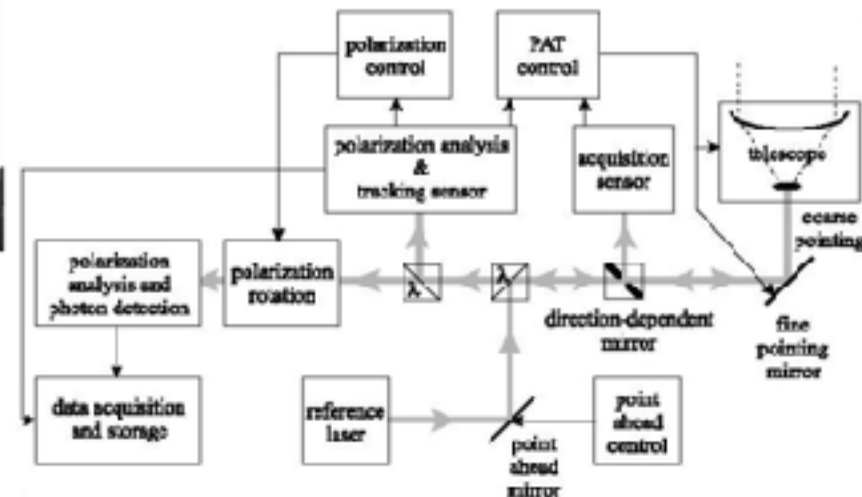 polarization
control
PAT
control
telescope
polarization analysis
&
tracking sensor
acquisition
sensor
coarse
pointing
polarization
analysis and
photon detection
polarization
rotation
λ
λ
direction-dependent
mirror
fine
pointing
mirror
data acquisition
and storage
reference
laser
point
ahead
mirror
point
ahead
control